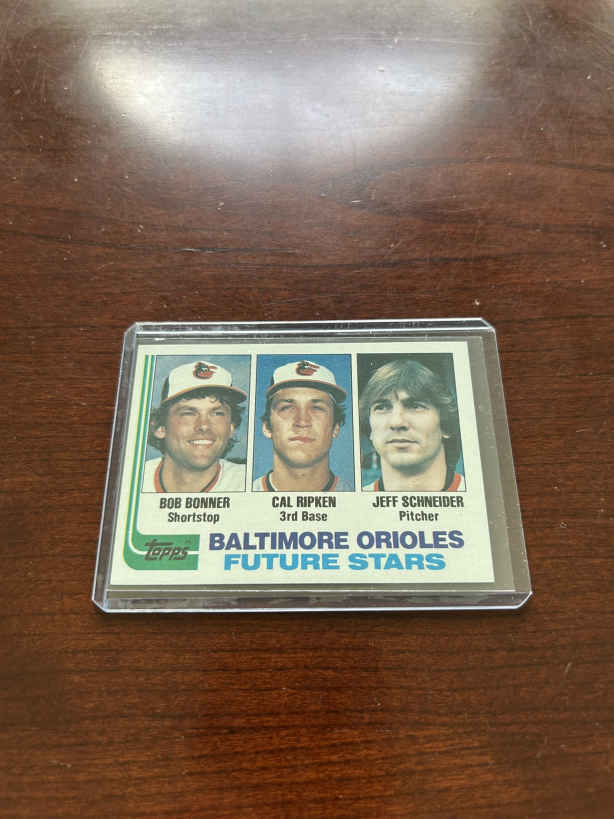 BOB BONNER
Shortstop
CAL RIPKEN
3rd Base
JEFF SCHNEIDER
Pitcher
topps
BALTIMORE ORIOLES
FUTURE STARS